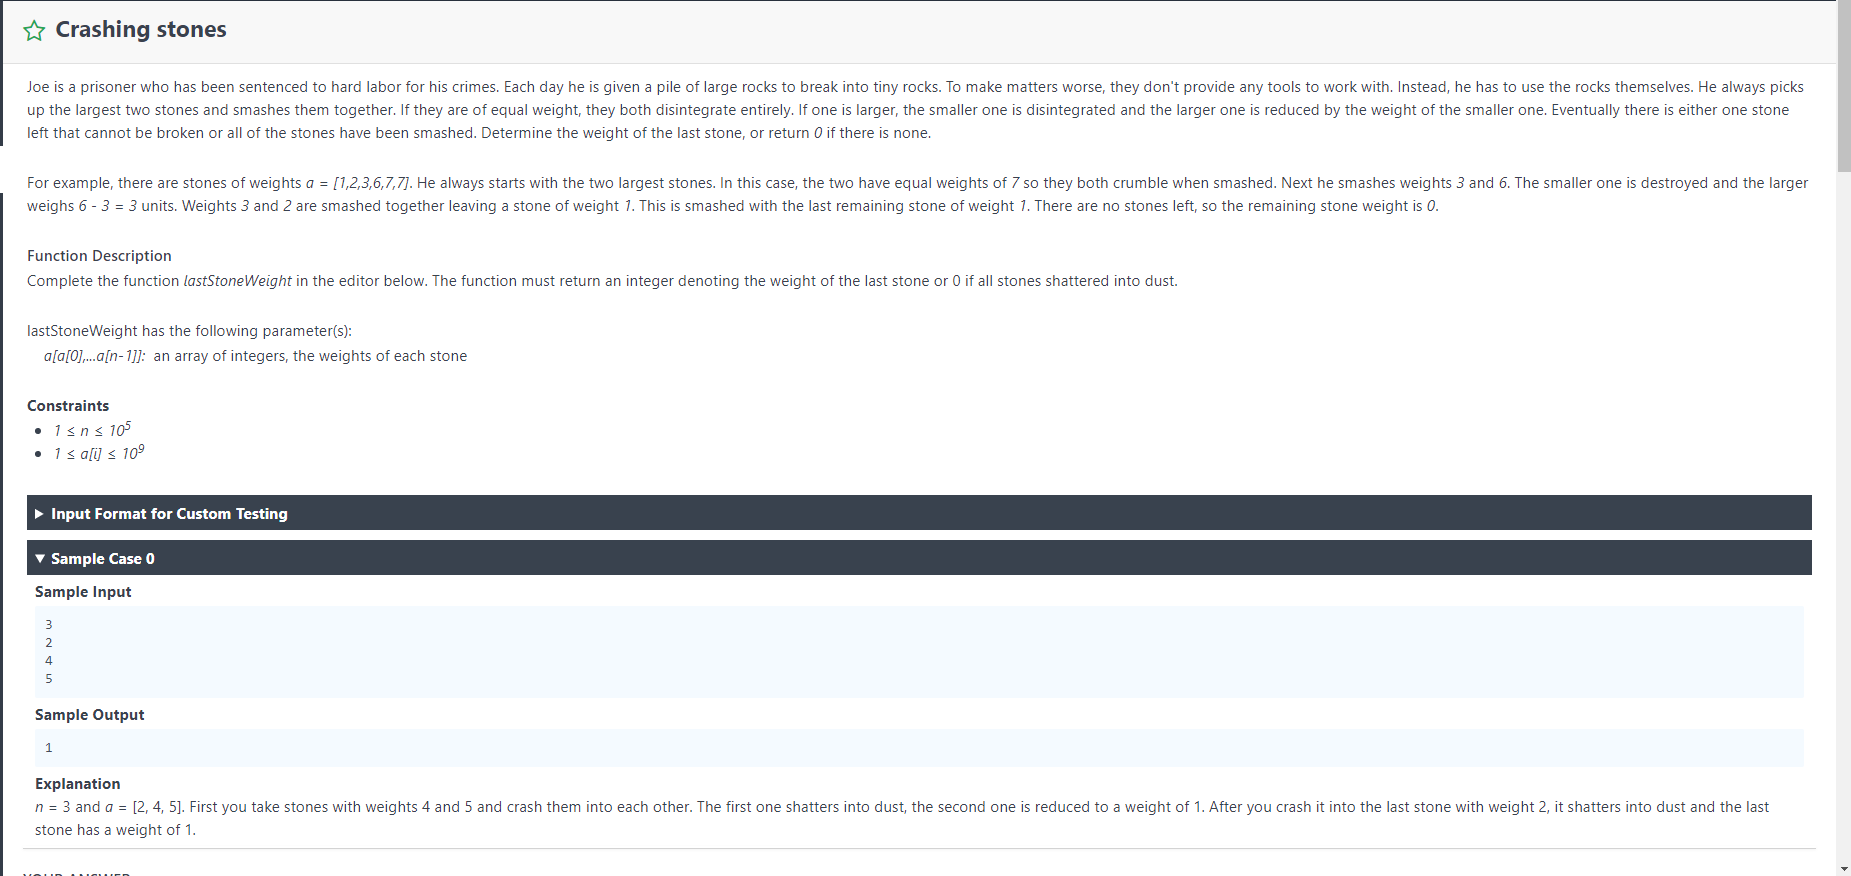 Crashing stones
Joe is a prisoner who has been sentenced to hard labor for his crimes. Each day he is given a pile of large rocks to break into tiny rocks. To make matters worse, they don't provide any tools to work with. Instead, he has to use the rocks themselves. He always picks
up the largest two stones and smashes them together. If they are of equal weight, they both disintegrate entirely. If one is larger, the smaller one is disintegrated and the larger one is reduced by the weight of the smaller one. Eventually there is either one stone
left that cannot be broken or all of the stones have been smashed. Determine the weight of the last stone, or return 0 if there is none.
For example, there are stones of weights a = [1,2,3,6,7,7]. He always starts with the two largest stones. In this case, the two have equal weights of 7 so they both crumble when smashed. Next he smashes weights 3 and 6. The smaller one is destroyed and the larger
weighs 6 - 3 = 3 units. Weights 3 and 2 are smashed together leaving a stone of weight 1. This is smashed with the last remaining stone of weight 1. There are no stones left, so the remaining stone weight is 0.
Function Description
Complete the function lastStoneWeight in the editor below. The function must return an integer denoting the weight of the last stone or 0 if all stones shattered into dust.
lastStoneWeight has the following parameter(s):
a[a[0],...a[n-1]]: an array of integers, the weights of each stone
Constraints
• 1 ≤ n ≤ 10⁵
• 1 ≤ a[i] ≤ 10⁹
▶ Input Format for Custom Testing
▼ Sample Case 0
Sample Input
3
2
4
5
Sample Output
1
Explanation
n = 3 and a = [2, 4, 5]. First you take stones with weights 4 and 5 and crash them into each other. The first one shatters into dust, the second one is reduced to a weight of 1. After you crash it into the last stone with weight 2, it shatters into dust and the last
stone has a weight of 1.
YOUR ANSWER